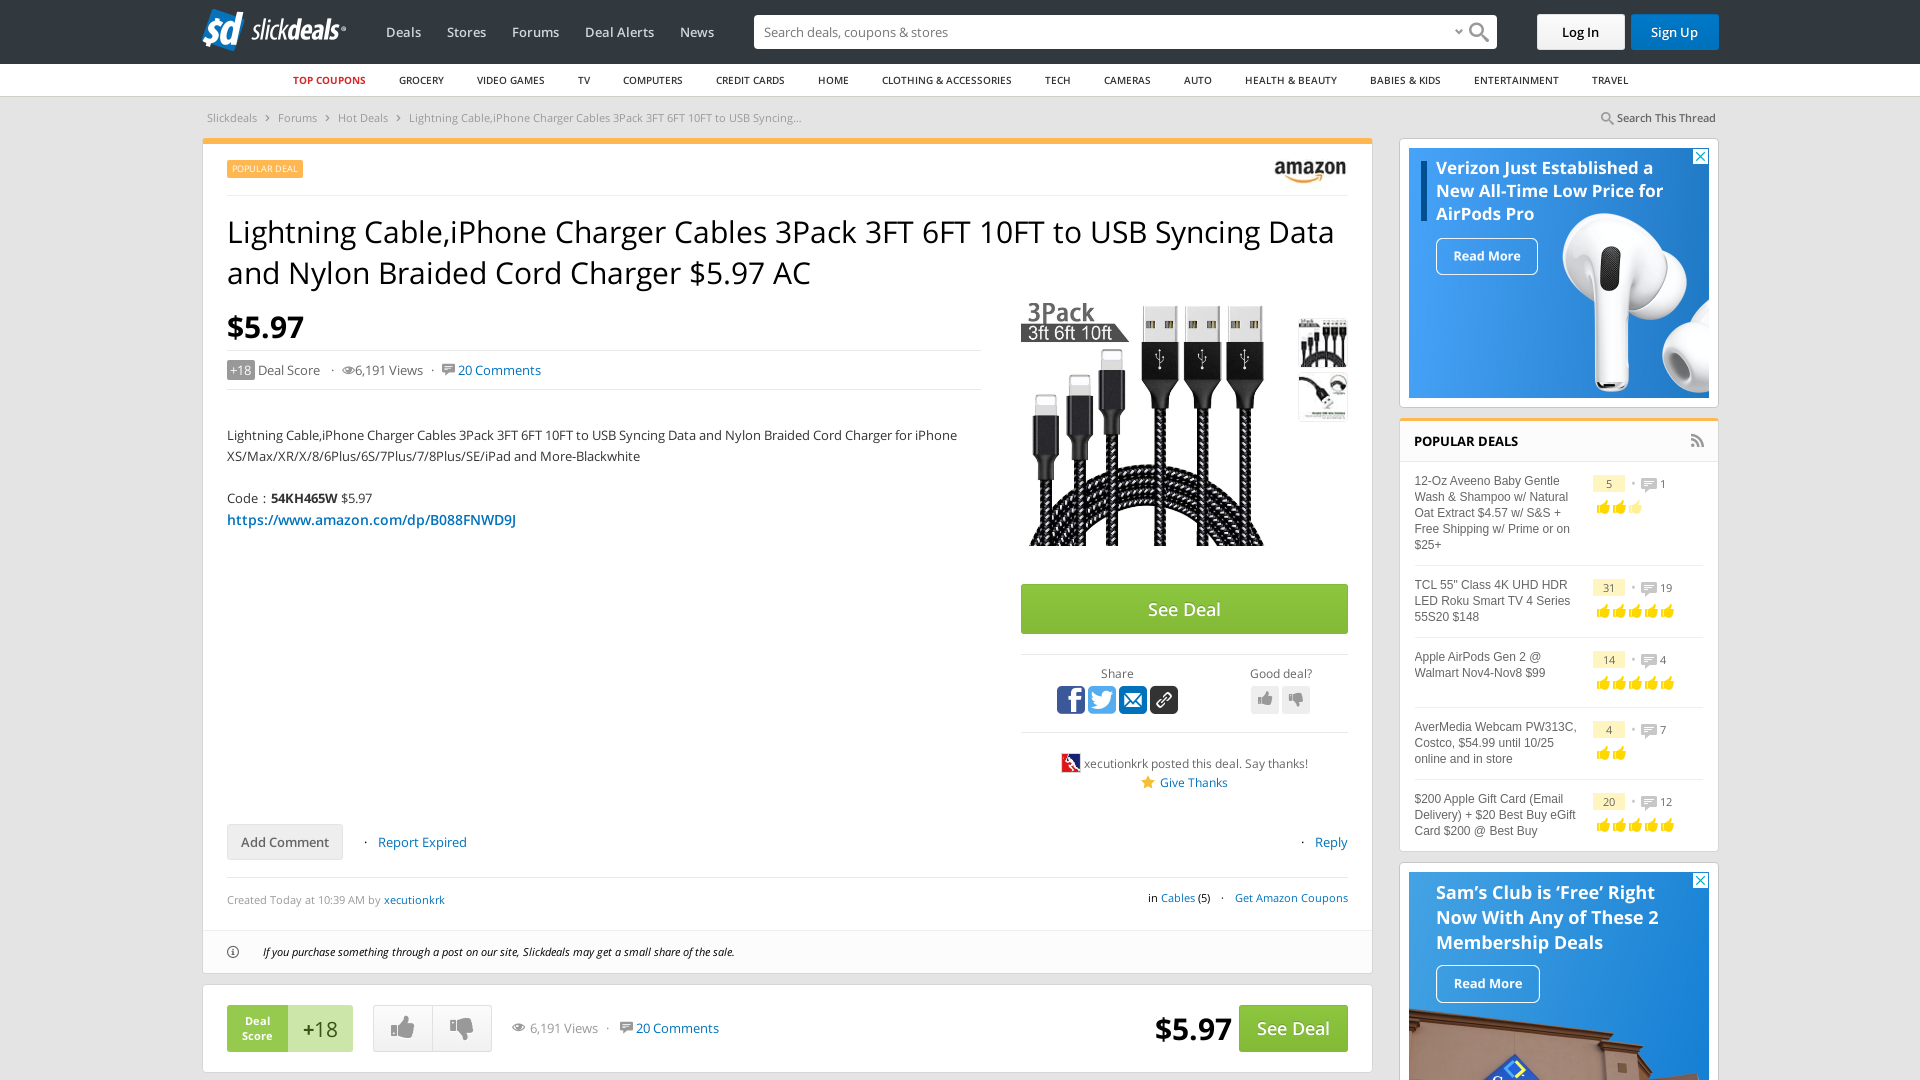 slickdeals
Deals
Stores
Forums
Deal Alerts
News
Search deals, coupons & stores
Log In
Sign Up
TOP COUPONS
GROCERY
VIDEO GAMES
TV
COMPUTERS
CREDIT CARDS
HOME
CLOTHING & ACCESSORIES
TECH
CAMERAS
AUTO
HEALTH & BEAUTY
BABIES & KIDS
ENTERTAINMENT
TRAVEL
Slickdeals › Forums › Hot Deals › Lightning Cable,iPhone Charger Cables 3Pack 3FT 6FT 10FT to USB Syncing...
Search This Thread
POPULAR DEAL
amazon
Lightning Cable,iPhone Charger Cables 3Pack 3FT 6FT 10FT to USB Syncing Data
and Nylon Braided Cord Charger $5.97 AC
$5.97
+18 Deal Score · 6,191 Views · 20 Comments
Lightning Cable,iPhone Charger Cables 3Pack 3FT 6FT 10FT to USB Syncing Data and Nylon Braided Cord Charger for iPhone
XS/Max/XR/X/8/6Plus/6S/7Plus/7/8Plus/SE/iPad and More-Blackwhite
Code：54KH465W $5.97
https://www.amazon.com/dp/B088FNWD9J
3Pack
3ft 6ft 10ft
See Deal
Share
Good deal?
xecutionkrk posted this deal. Say thanks!
Give Thanks
Add Comment
· Report Expired
· Reply
Created Today at 10:39 AM by xecutionkrk
in Cables (5) · Get Amazon Coupons
If you purchase something through a post on our site, Slickdeals may get a small share of the sale.
Deal
Score
+18
6,191 Views · 20 Comments
$5.97
See Deal
Verizon Just Established a
New All-Time Low Price for
AirPods Pro
Read More
POPULAR DEALS
12-Oz Aveeno Baby Gentle
Wash & Shampoo w/ Natural
Oat Extract $4.57 w/ S&S +
Free Shipping w/ Prime or on
$25+
5 · 1
TCL 55" Class 4K UHD HDR
LED Roku Smart TV 4 Series
55S20 $148
31 · 19
Apple AirPods Gen 2 @
Walmart Nov4-Nov8 $99
14 · 4
AverMedia Webcam PW313C,
Costco, $54.99 until 10/25
online and in store
4 · 7
$200 Apple Gift Card (Email
Delivery) + $20 Best Buy eGift
Card $200 @ Best Buy
20 · 12
Sam's Club is ‘Free’ Right
Now With Any of These 2
Membership Deals
Read More